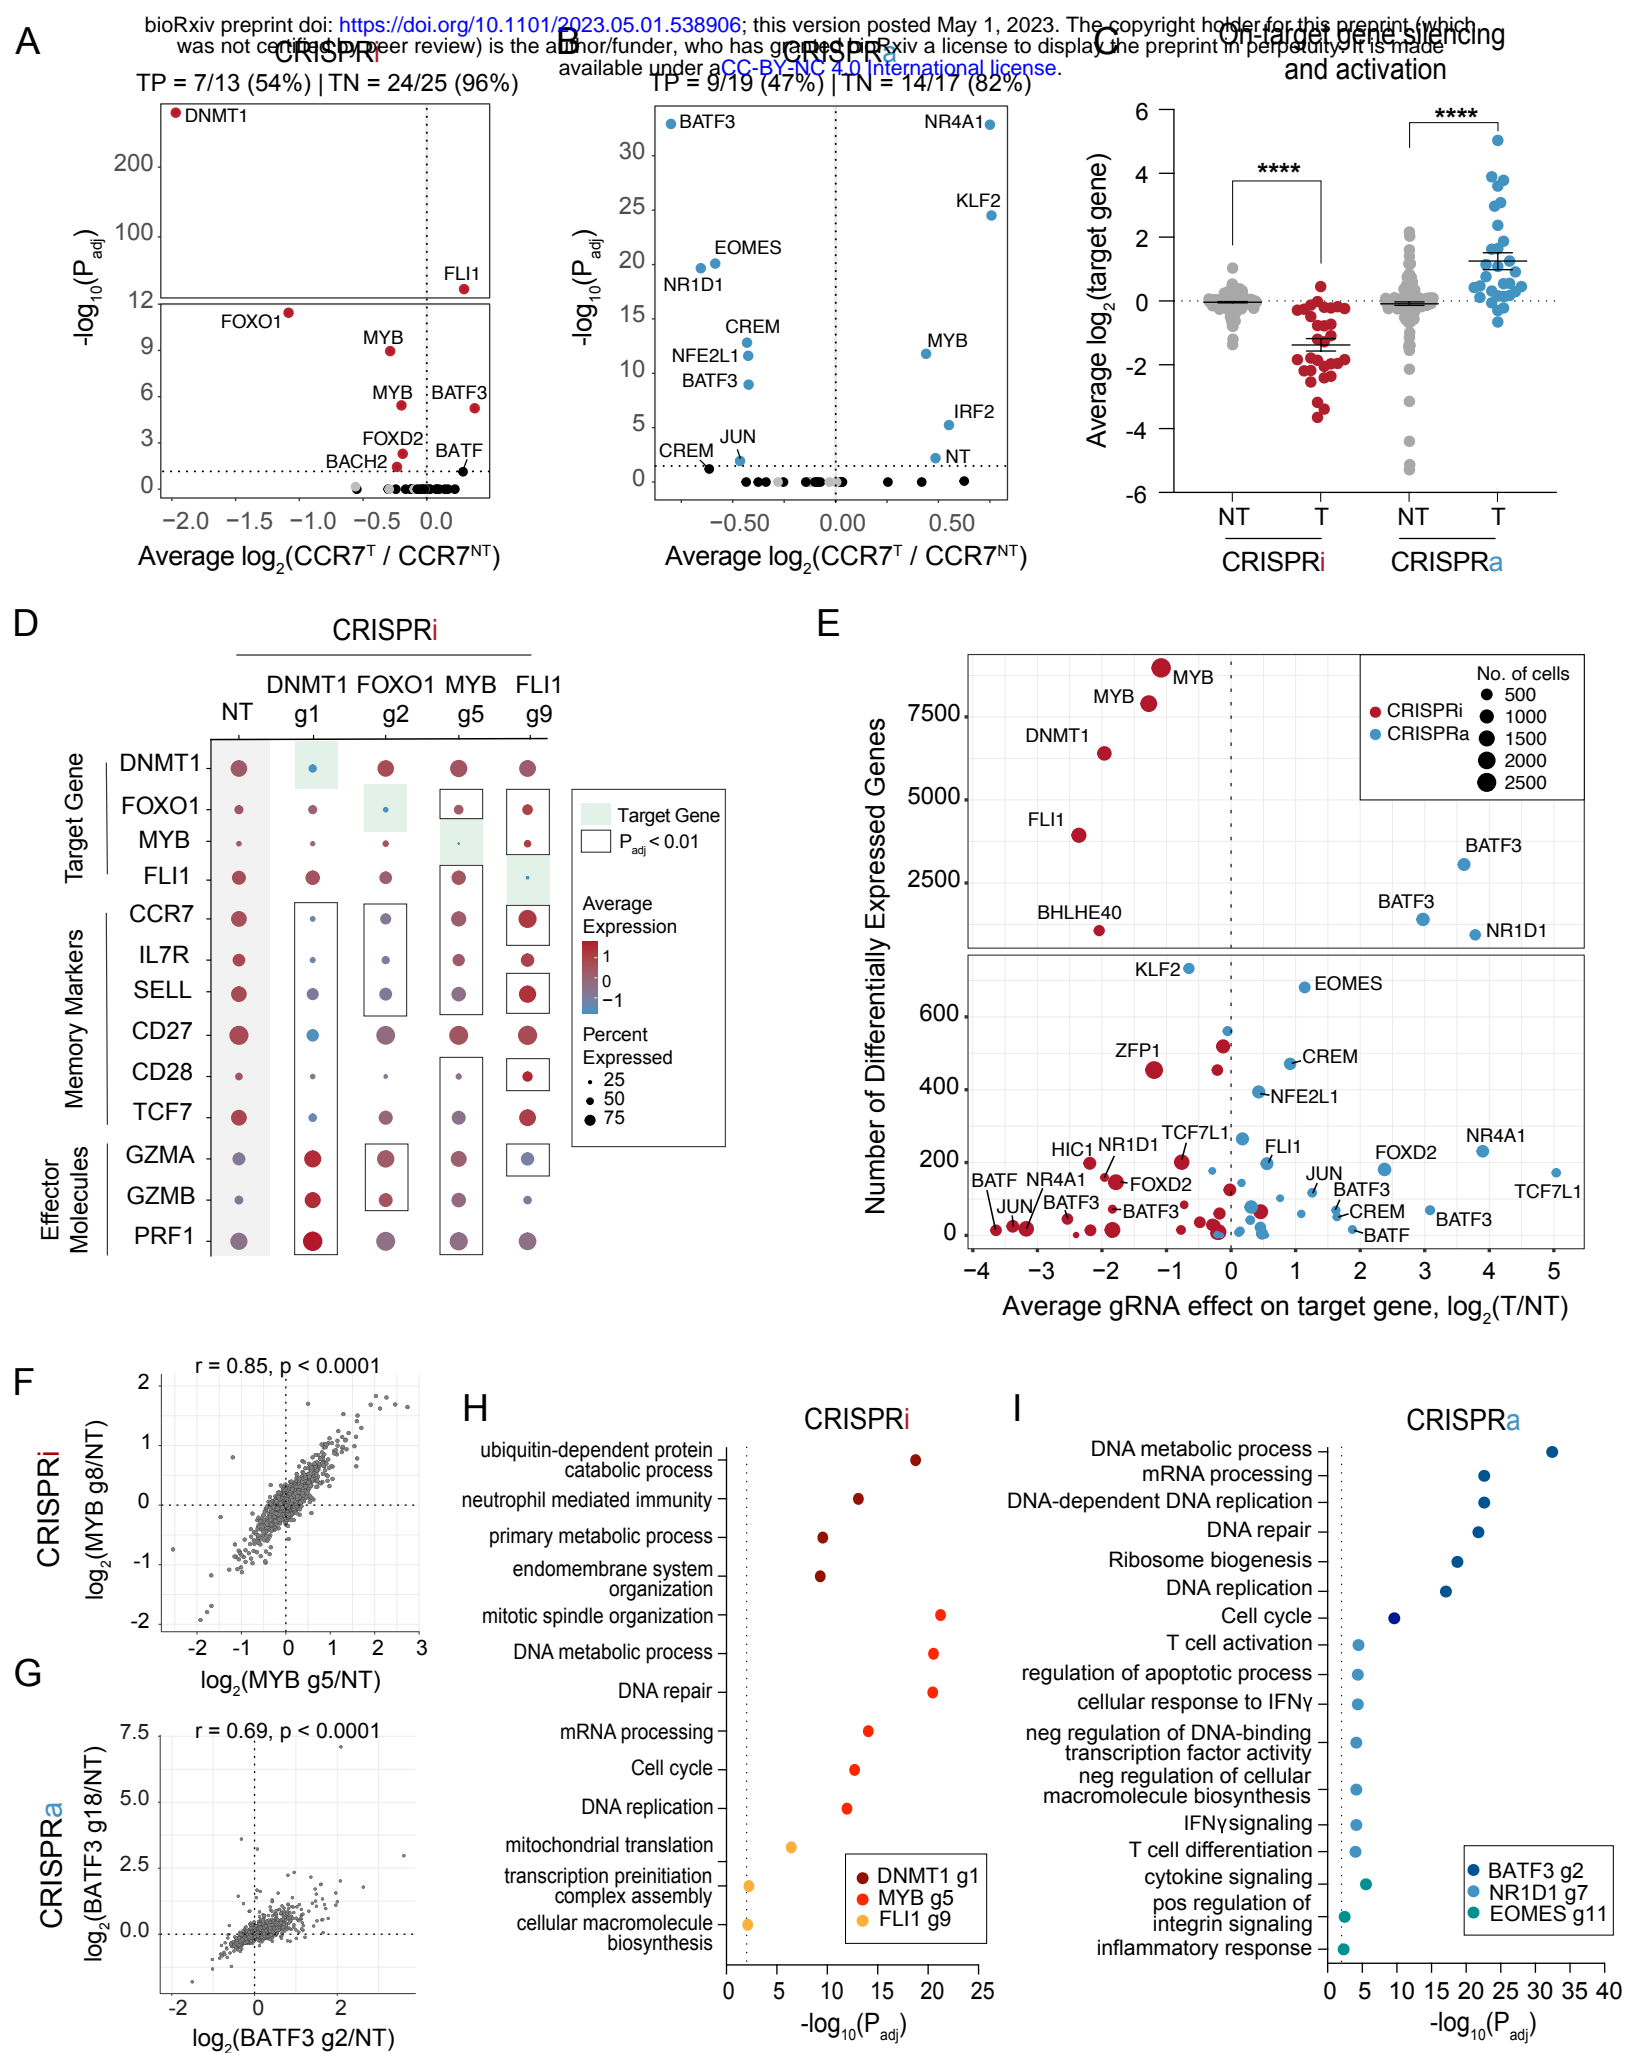 bioRxiv preprint doi: https://doi.org/10.1101/2023.05.01.538906; this version posted May 1, 2023. The copyright holder for this preprint (which
was not certified by peer review) is the author/funder, who has granted bioRxiv a license to display the preprint in perpetuity. It is made
available under aCC-BY-NC 4.0 International license.
A
CRISPRi
TP = 7/13 (54%) | TN = 24/25 (96%)
-log10(Padj)
200
100
12
12
9
6
3
0
DNMT1
FLI1
FOXO1
MYB
MYB
BATF3
FOXD2
BACH2
BATF
−2.0 −1.5 −1.0 −0.5 0.0
Average log2(CCR7T / CCR7NT)
B
CRISPRa
TP = 9/19 (47%) | TN = 14/17 (82%)
-log10(Padj)
30
25
20
15
10
5
0
BATF3
NR4A1
KLF2
EOMES
NR1D1
CREM
NFE2L1
BATF3
MYB
IRF2
JUN
CREM
NT
−0.50 0.00 0.50
Average log2(CCR7T / CCR7NT)
C
On-target gene silencing
and activation
Average log2(target gene)
6
4
2
0
-2
-4
-6
****
****
NT T NT T
CRISPRi CRISPRa
D
CRISPRi
NT
DNMT1 FOXO1 MYB FLI1
g1 g2 g5 g9
Target Gene
DNMT1
FOXO1
MYB
FLI1
Memory Markers
CCR7
IL7R
SELL
CD27
CD28
TCF7
Effector
Molecules
GZMA
GZMB
PRF1
Target Gene
Padj < 0.01
Average
Expression
1
0
−1
Percent
Expressed
25
50
75
E
Number of Differentially Expressed Genes
7500
5000
2500
600
400
200
0
No. of cells
500
1000
1500
2000
2500
CRISPRi
CRISPRa
MYB
MYB
DNMT1
FLI1
BHLHE40
BATF3
BATF3
NR1D1
KLF2
EOMES
ZFP1
CREM
NFE2L1
HIC1
NR1D1
TCF7L1
FLI1
FOXD2
NR4A1
TCF7L1
BATF
NR4A1
FOXD2
JUN
BATF3
JUN
BATF3
BATF3
CREM
BATF3
BATF
−4 −3 −2 −1 0 1 2 3 4 5
Average gRNA effect on target gene, log2(T/NT)
F
CRISPRi
r = 0.85, p < 0.0001
log2(MYB g8/NT)
2
1
0
-1
-2
-2 -1 0 1 2 3
log2(MYB g5/NT)
G
CRISPRa
r = 0.69, p < 0.0001
log2(BATF3 g18/NT)
7.5
5.0
2.5
0.0
-2 0 2
log2(BATF3 g2/NT)
H
CRISPRi
ubiquitin-dependent protein
catabolic process
neutrophil mediated immunity
primary metabolic process
endomembrane system
organization
mitotic spindle organization
DNA metabolic process
DNA repair
mRNA processing
Cell cycle
DNA replication
mitochondrial translation
transcription preinitiation
complex assembly
cellular macromolecule
biosynthesis
DNMT1 g1
MYB g5
FLI1 g9
0 5 10 15 20 25
-log10(Padj)
I
CRISPRa
DNA metabolic process
mRNA processing
DNA-dependent DNA replication
DNA repair
Ribosome biogenesis
DNA replication
Cell cycle
T cell activation
regulation of apoptotic process
cellular response to IFNγ
neg regulation of DNA-binding
transcription factor activity
neg regulation of cellular
macromolecule biosynthesis
IFNγ signaling
T cell differentiation
cytokine signaling
pos regulation of
integrin signaling
inflammatory response
BATF3 g2
NR1D1 g7
EOMES g11
0 5 10 15 20 25 30 35 40
-log10(Padj)